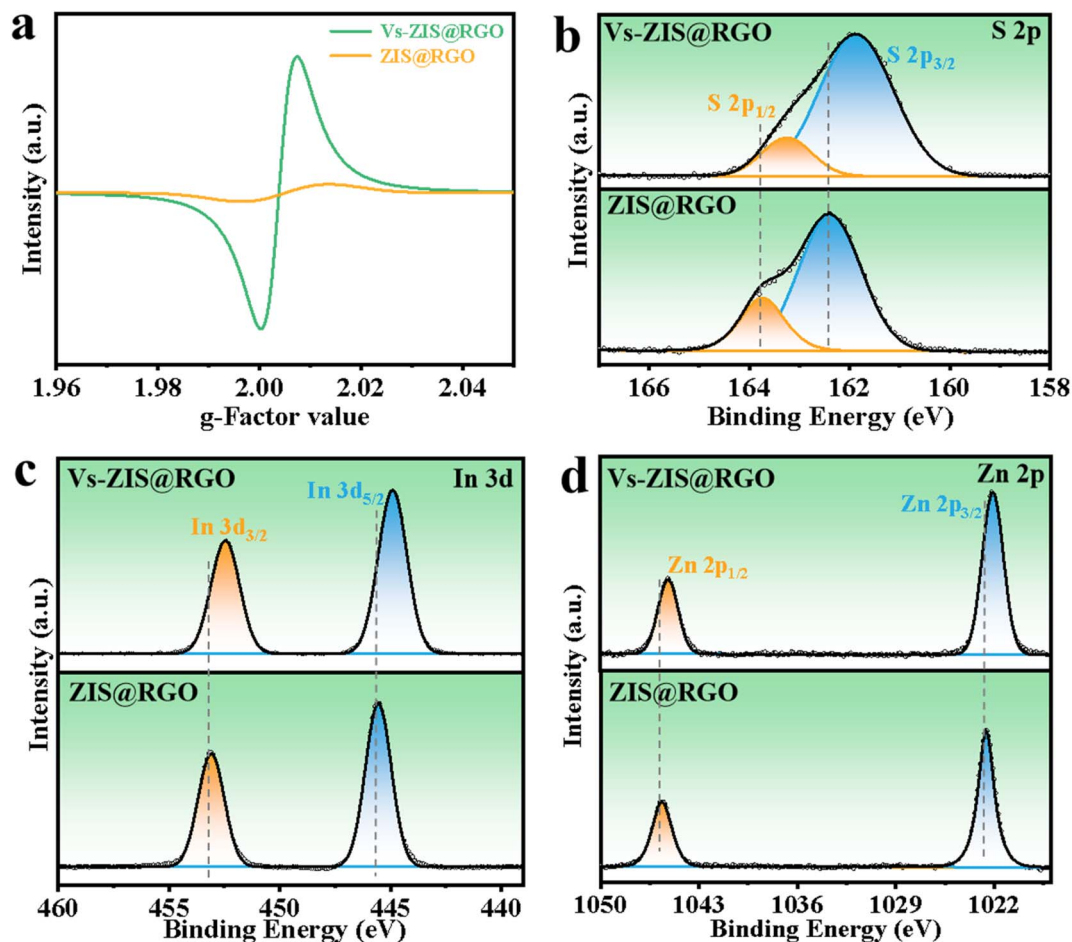 a
Vs-ZIS@RGO
ZIS@RGO
Intensity (a.u.)
1.96 1.98 2.00 2.02 2.04
g-Factor value
b
Vs-ZIS@RGO
S 2p
S 2p3/2
S 2p1/2
ZIS@RGO
Intensity (a.u.)
166 164 162 160 158
Binding Energy (eV)
c
Vs-ZIS@RGO
In 3d
In 3d5/2
In 3d3/2
ZIS@RGO
Intensity (a.u.)
460 455 450 445 440
Binding Energy (eV)
d
Vs-ZIS@RGO
Zn 2p
Zn 2p3/2
Zn 2p1/2
ZIS@RGO
Intensity (a.u.)
1050 1043 1036 1029 1022
Binding Energy (eV)